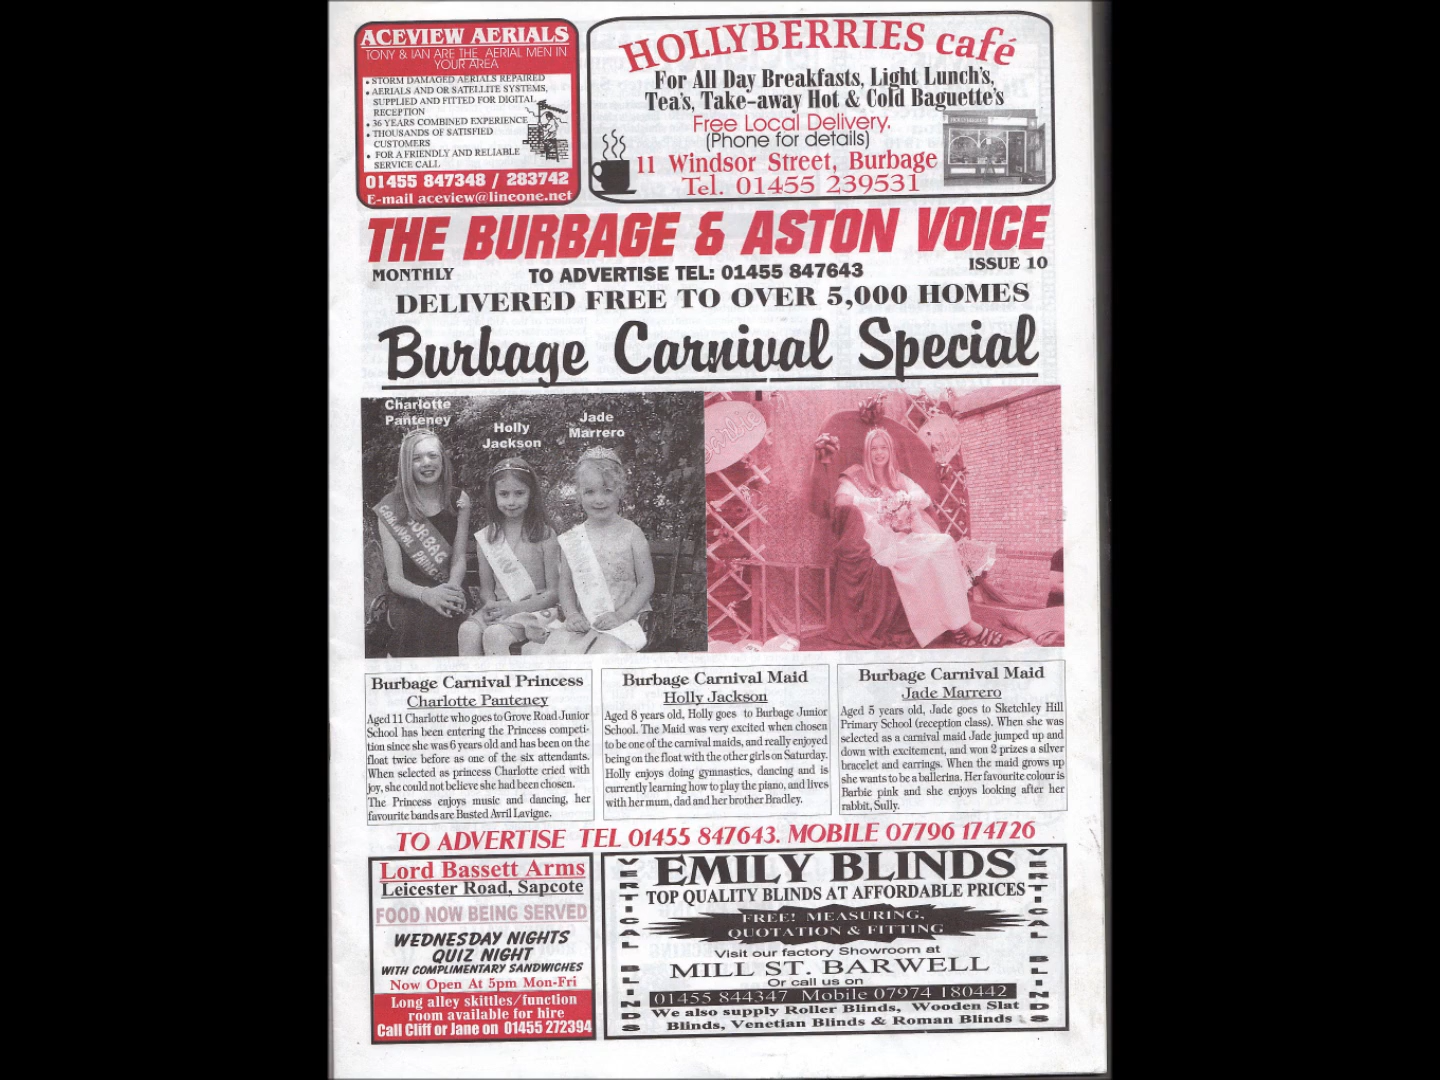 ACEVIEW AERIALS
TONY & IAN ARE THE AERIAL MEN IN
YOUR AREA
• STORM DAMAGED AERIALS REPAIRED
• AERIALS AND OR SATELLITE SYSTEMS,
SUPPLIED AND FITTED FOR DIGITAL
RECEPTION
• 36 YEARS COMBINED EXPERIENCE
• THOUSANDS OF SATISFIED
CUSTOMERS
• FOR A FRIENDLY AND RELIABLE
SERVICE CALL
01455 847348 / 283742
E-mail aceview@lineone.net
HOLLYBERRIES café
For All Day Breakfasts, Light Lunch's,
Tea's, Take-away Hot & Cold Baguette's
Free Local Delivery.
(Phone for details)
11 Windsor Street, Burbage
Tel. 01455 239531
THE BURBAGE & ASTON VOICE
MONTHLY
TO ADVERTISE TEL: 01455 847643
ISSUE 10
DELIVERED FREE TO OVER 5,000 HOMES
Burbage Carnival Special
Charlotte
Panteney
Holly
Jackson
Jade
Marrero
BURBAG
CARNIVAL PRINC
Barbie
Burbage Carnival Princess
Charlotte Panteney
Aged 11 Charlotte who goes to Grove Road Junior
School has been entering the Princess competi-
tion since she was 6 years old and has been on the
float twice before as one of the six attendants.
When selected as princess Charlotte cried with
joy, she could not believe she had been chosen.
The Princess enjoys music and dancing, her
favourite bands are Busted Avril Lavigne.
Burbage Carnival Maid
Holly Jackson
Aged 8 years old, Holly goes to Burbage Junior
School. The Maid was very excited when chosen
to be one of the carnival maids, and really enjoyed
being on the float with the other girls on Saturday.
Holly enjoys doing gymnastics, dancing and is
currently learning how to play the piano, and lives
with her mum, dad and her brother Bradley.
Burbage Carnival Maid
Jade Marrero
Aged 5 years old, Jade goes to Sketchley Hill
Primary School (reception class). When she was
selected as a carnival maid Jade jumped up and
down with excitement, and won 2 prizes a silver
bracelet and earrings. When the maid grows up
she wants to be a ballerina. Her favourite colour is
Barbie pink and she enjoys looking after her
rabbit, Sully.
TO ADVERTISE TEL 01455 847643. MOBILE 07796 174726
Lord Bassett Arms
Leicester Road, Sapcote
FOOD NOW BEING SERVED
WEDNESDAY NIGHTS
QUIZ NIGHT
WITH COMPLIMENTARY SANDWICHES
Now Open At 5pm Mon-Fri
Long alley skittles/function
room available for hire
Call Cliff or Jane on 01455 272394
VERTICAL BLINDS
EMILY BLINDS
TOP QUALITY BLINDS AT AFFORDABLE PRICES
FREE! MEASURING,
QUOTATION & FITTING
Visit our factory Showroom at
MILL ST. BARWELL
Or call us on
01455 844347 Mobile 07974 180442
We also supply Roller Blinds, Wooden Slat
Blinds, Venetian Blinds & Roman Blinds
VERTICAL BLINDS